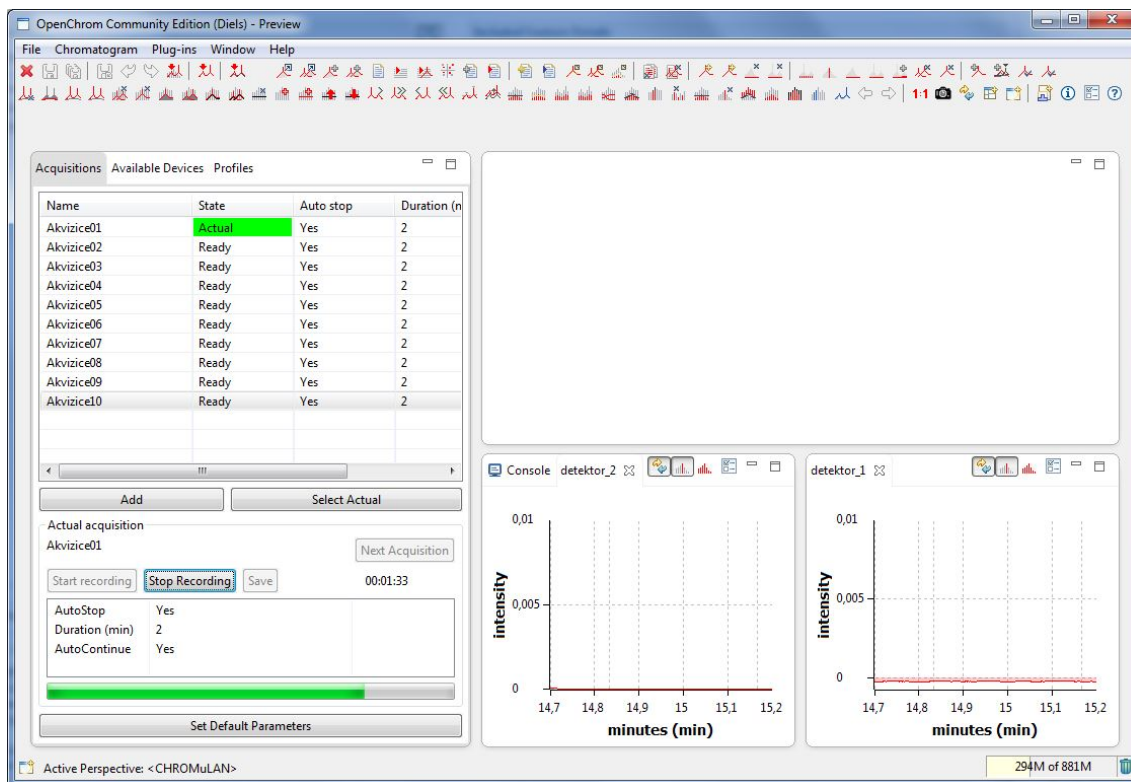 OpenChrom Community Edition (Diels) - Preview
File Chromatogram Plug-ins Window Help
1:1
Acquisitions Available Devices Profiles
Name State Auto stop Duration (n
Akvizice01 Actual Yes 2
Akvizice02 Ready Yes 2
Akvizice03 Ready Yes 2
Akvizice04 Ready Yes 2
Akvizice05 Ready Yes 2
Akvizice06 Ready Yes 2
Akvizice07 Ready Yes 2
Akvizice08 Ready Yes 2
Akvizice09 Ready Yes 2
Akvizice10 Ready Yes 2
Add Select Actual
Actual acquisition
Akvizice01
Next Acquisition
Start recording Stop Recording Save 00:01:33
AutoStop Yes
Duration (min) 2
AutoContinue Yes
Set Default Parameters
Console detektor_2
0,01
0,005
0
intensity
14,7 14,8 14,9 15 15,1 15,2
minutes (min)
detektor_1
0,01
0,005
0
intensity
14,7 14,8 14,9 15 15,1 15,2
minutes (min)
Active Perspective: <CHROMuLAN>
294M of 881M